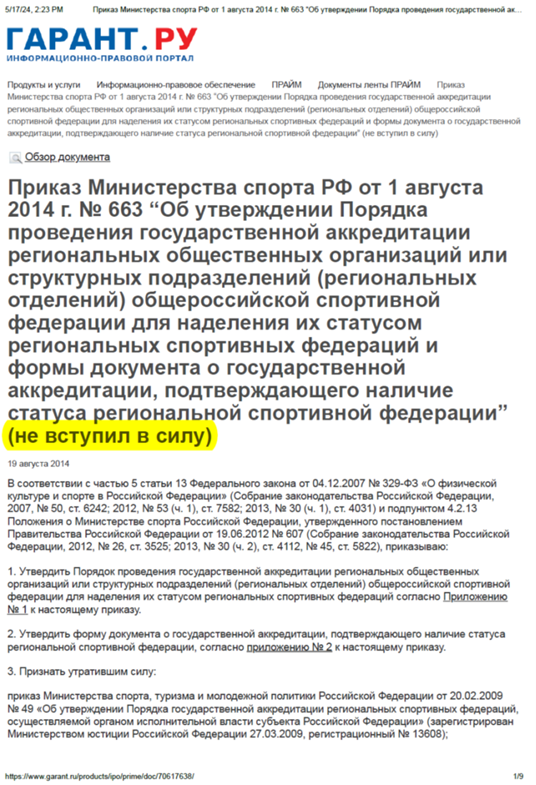 5/17/24, 2:23 PM Приказ Министерства спорта РФ от 1 августа 2014 г. № 663 "Об утверждении Порядка проведения государственной ак...
ГАРАНТ.РУ
ИНФОРМАЦИОННО-ПРАВОВОЙ ПОРТАЛ
Продукты и услуги Информационно-правовое обеспечение ПРАЙМ Документы ленты ПРАЙМ Приказ
Министерства спорта РФ от 1 августа 2014 г. № 663 "Об утверждении Порядка проведения государственной аккредитации
региональных общественных организаций или структурных подразделений (региональных отделений) общероссийской
спортивной федерации для наделения их статусом региональных спортивных федераций и формы документа о государственной
аккредитации, подтверждающего наличие статуса региональной спортивной федерации" (не вступил в силу)
Обзор документа
Приказ Министерства спорта РФ от 1 августа
2014 г. № 663 “Об утверждении Порядка
проведения государственной аккредитации
региональных общественных организаций или
структурных подразделений (региональных
отделений) общероссийской спортивной
федерации для наделения их статусом
региональных спортивных федераций и
формы документа о государственной
аккредитации, подтверждающего наличие
статуса региональной спортивной федерации”
(не вступил в силу)
19 августа 2014
В соответствии с частью 5 статьи 13 Федерального закона от 04.12.2007 № 329-ФЗ «О физической
культуре и спорте в Российской Федерации» (Собрание законодательства Российской Федерации,
2007, № 50, ст. 6242; 2012, № 53 (ч. 1), ст. 7582; 2013, № 30 (ч. 1), ст. 4031) и подпунктом 4.2.13
Положения о Министерстве спорта Российской Федерации, утвержденного постановлением
Правительства Российской Федерации от 19.06.2012 № 607 (Собрание законодательства Российской
Федерации, 2012, № 26, ст. 3525; 2013, № 30 (ч. 2), ст. 4112, № 45, ст. 5822), приказываю:
1. Утвердить Порядок проведения государственной аккредитации региональных общественных
организаций или структурных подразделений (региональных отделений) общероссийской спортивной
федерации для наделения их статусом региональных спортивных федераций согласно Приложению
№ 1 к настоящему приказу.
2. Утвердить форму документа о государственной аккредитации, подтверждающего наличие статуса
региональной спортивной федерации, согласно приложению № 2 к настоящему приказу.
3. Признать утратившим силу:
приказ Министерства спорта, туризма и молодежной политики Российской Федерации от 20.02.2009
№ 49 «Об утверждении Порядка государственной аккредитации региональных спортивных федераций,
осуществляемой органом исполнительной власти субъекта Российской Федерации» (зарегистрирован
Министерством юстиции Российской Федерации 27.03.2009, регистрационный № 13608);
https://www.garant.ru/products/ipo/prime/doc/70617638/ 1/9